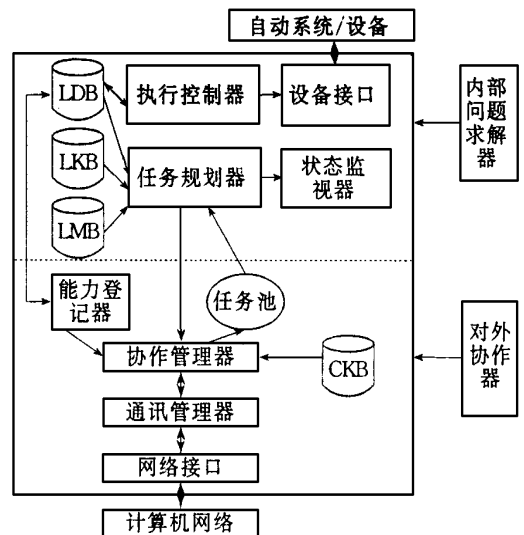 自动系统/设备
LDB
执行控制器
设备接口
内部
问题
求解
器
LKB
任务规划器
状态监
视器
LMB
能力登
记器
任务池
协作管理器
CKB
对外
协作
器
通讯管理器
网络接口
计算机网络